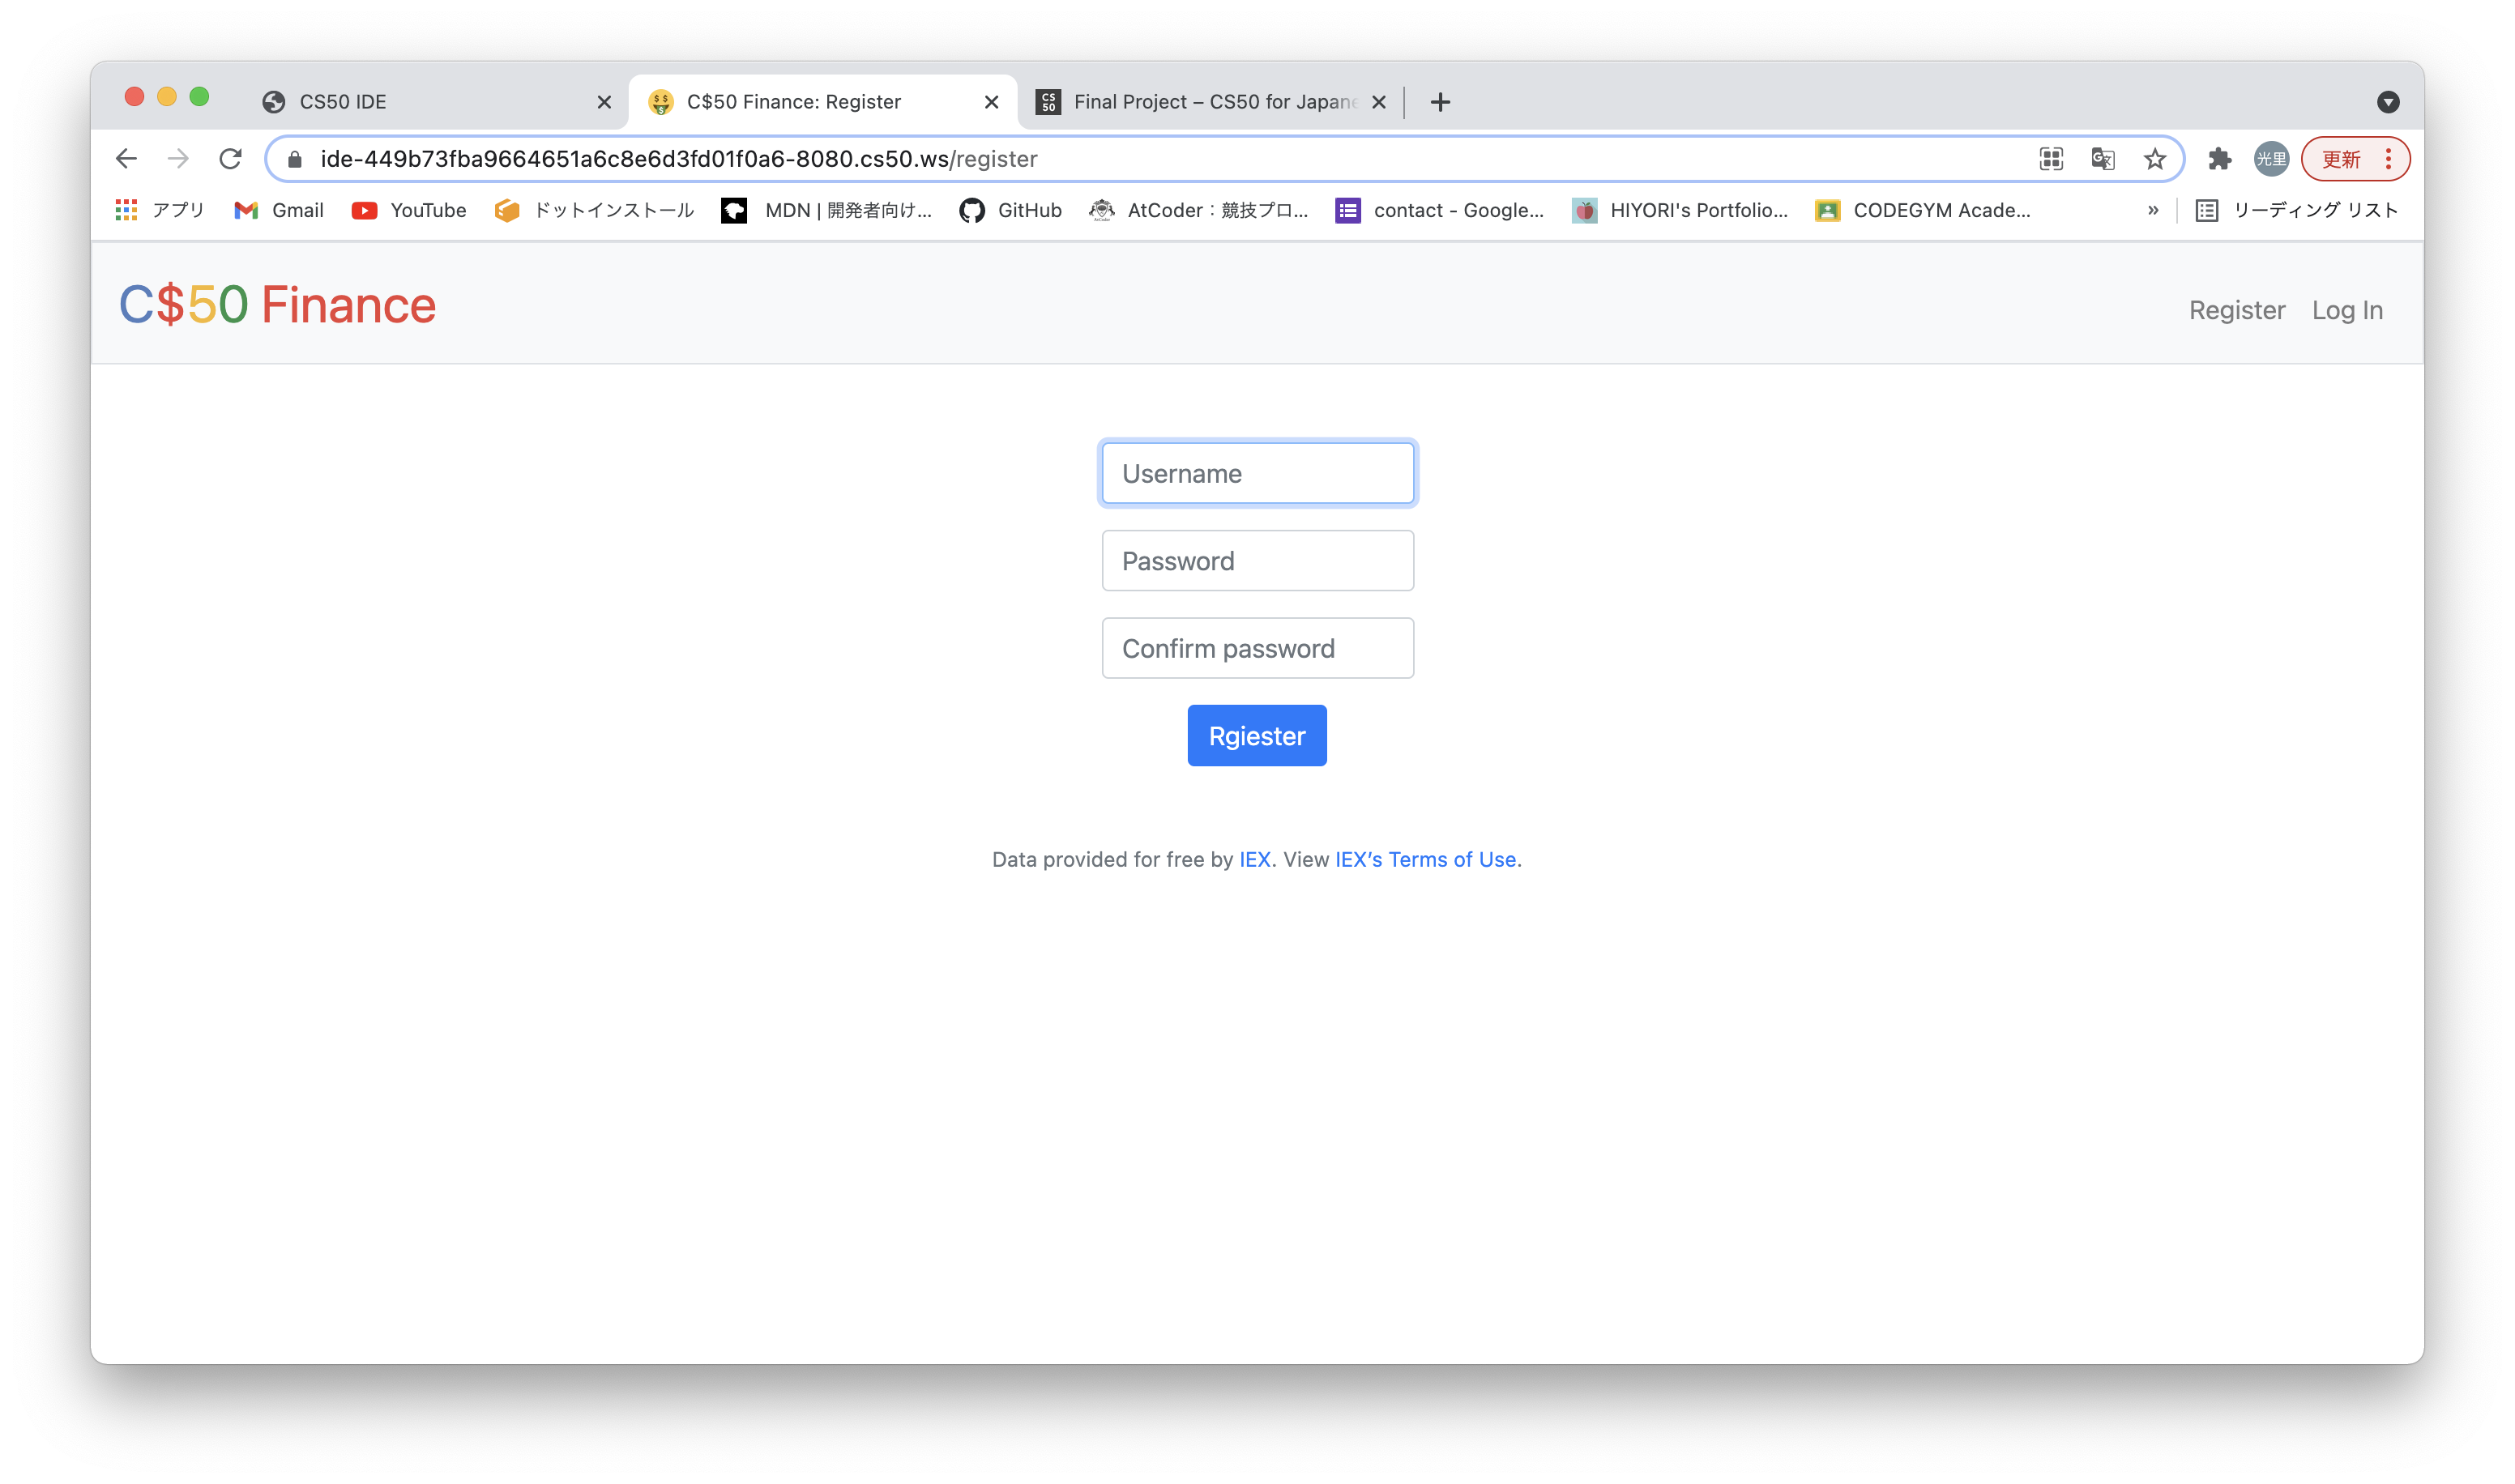 CS50 IDE
C$50 Finance: Register
CS50 Final Project – CS50 for Japane
ide-449b73fba9664651a6c8e6d3fd01f0a6-8080.cs50.ws/register
光里
更新
アプリ
Gmail
YouTube
ドットインストール
MDN | 開発者向け...
GitHub
AtCoder：競技プロ...
contact - Google...
HIYORI's Portfolio...
CODEGYM Acade...
»
リーディング リスト
C$50 Finance
Register
Log In
Username
Password
Confirm password
Rgiester
Data provided for free by IEX. View IEX’s Terms of Use.